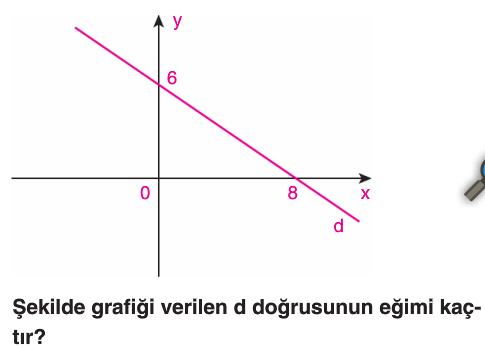 y
6
0
8
x
d
Şekilde grafiği verilen d doğrusunun eğimi kaç-
tır?